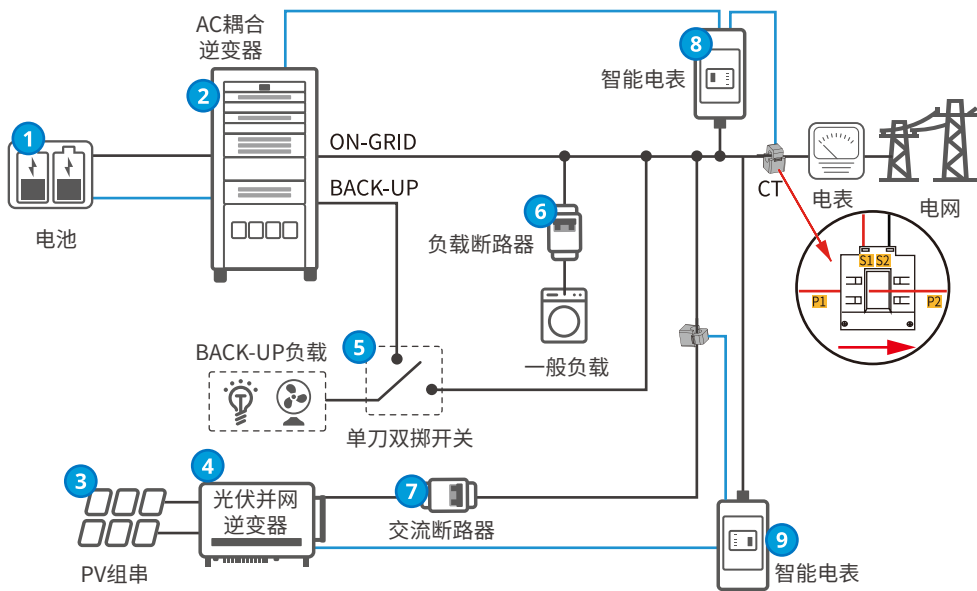 AC耦合
逆变器
8
智能电表
2
1
ON-GRID
BACK-UP
CT
电表
电网
电池
6
负载断路器
S1 S2
P1
P2
5
BACK-UP负载
一般负载
单刀双掷开关
3
4
光伏并网
逆变器
7
交流断路器
9
PV组串
智能电表